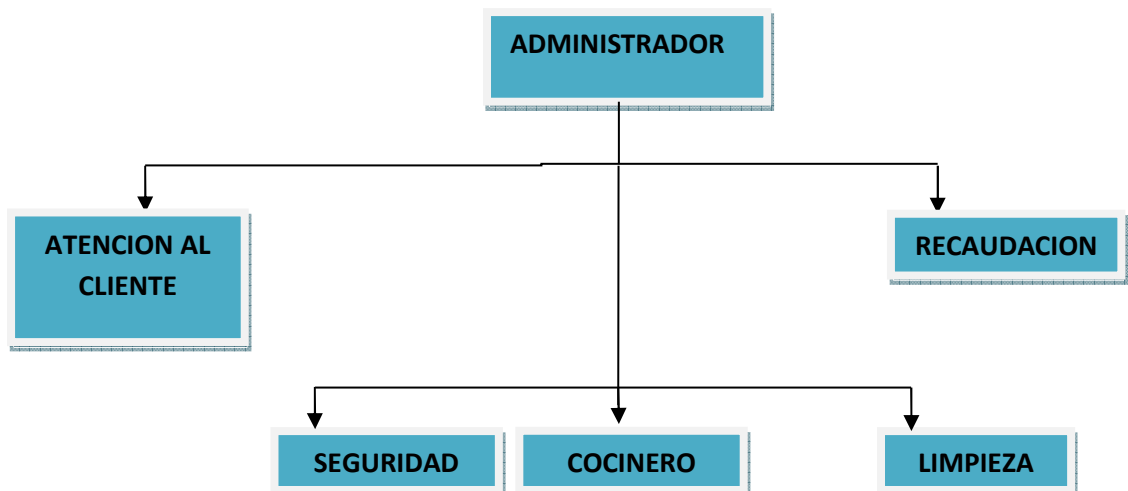 ADMINISTRADOR
ATENCION AL
CLIENTE
RECAUDACION
SEGURIDAD
COCINERO
LIMPIEZA